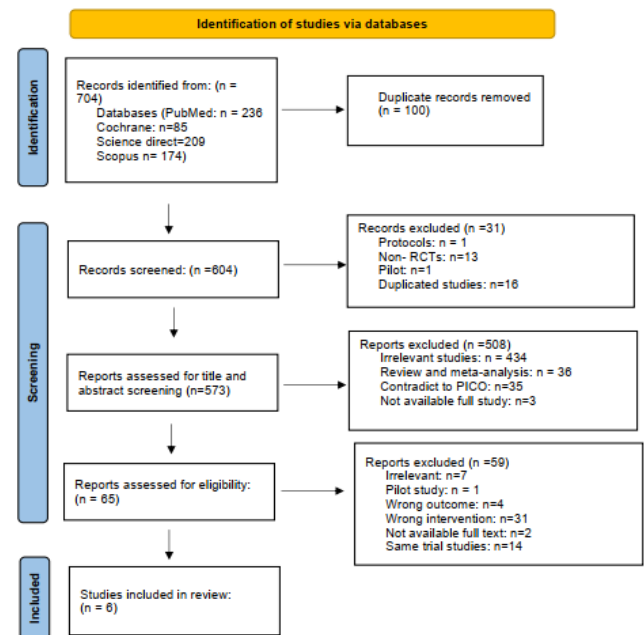 Identification of studies via databases
Identification
Records identified from: (n =
704)
Databases (PubMed: n = 236
Cochrane: n=85
Science direct=209
Scopus n= 174)
Duplicate records removed
(n = 100)
Screening
Records screened: (n =604)
Records excluded (n =31)
Protocols: n = 1
Non- RCTs: n=13
Pilot: n=1
Duplicated studies: n=16
Reports assessed for title and
abstract screening (n=573)
Reports excluded (n =508)
Irrelevant studies: n = 434
Review and meta-analysis: n = 36
Contradict to PICO: n=35
Not available full study: n=3
Reports assessed for eligibility:
(n = 65)
Reports excluded (n =59)
Irrelevant: n=7
Pilot study: n = 1
Wrong outcome: n=4
Wrong intervention: n=31
Not available full text: n=2
Same trial studies: n=14
Included
Studies included in review:
(n = 6)